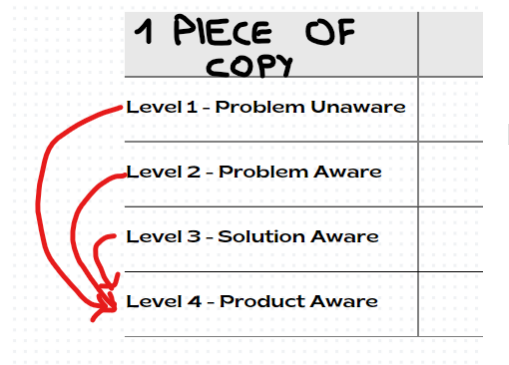 1 PIECE OF
COPY
Level 1 - Problem Unaware
Level 2 - Problem Aware
Level 3 - Solution Aware
Level 4 - Product Aware